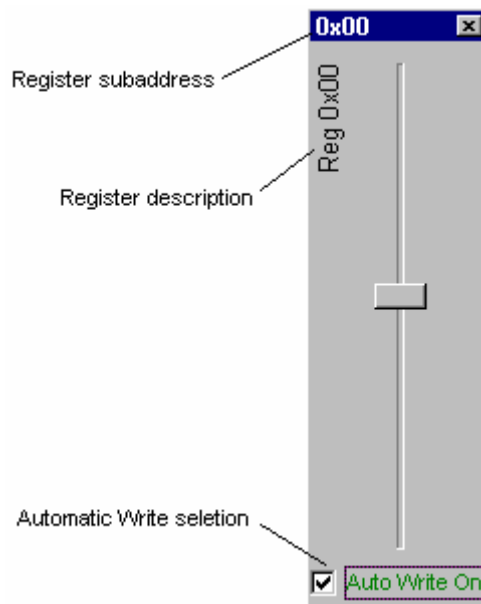 0x00
Register subaddress
Reg 0x00
Register description
Automatic Write seletion
Auto Write On